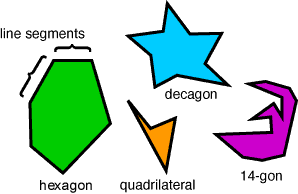 line segments
decagon
hexagon
quadrilateral
14-gon